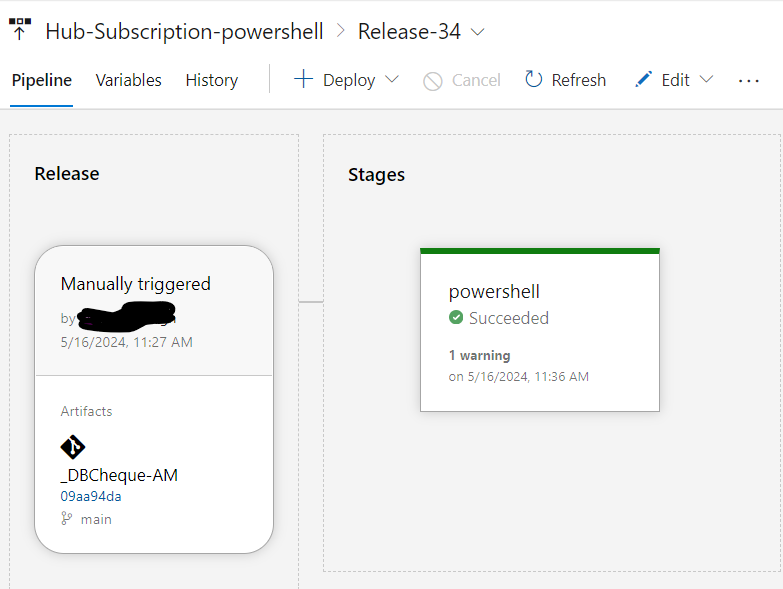 Hub-Subscription-powershell > Release-34
Pipeline Variables History + Deploy Cancel Refresh Edit ...
Release
Stages
Manually triggered
by
5/16/2024, 11:27 AM
powershell
Succeeded
1 warning
on 5/16/2024, 11:36 AM
Artifacts
_DBCheque-AM
09aa94da
main